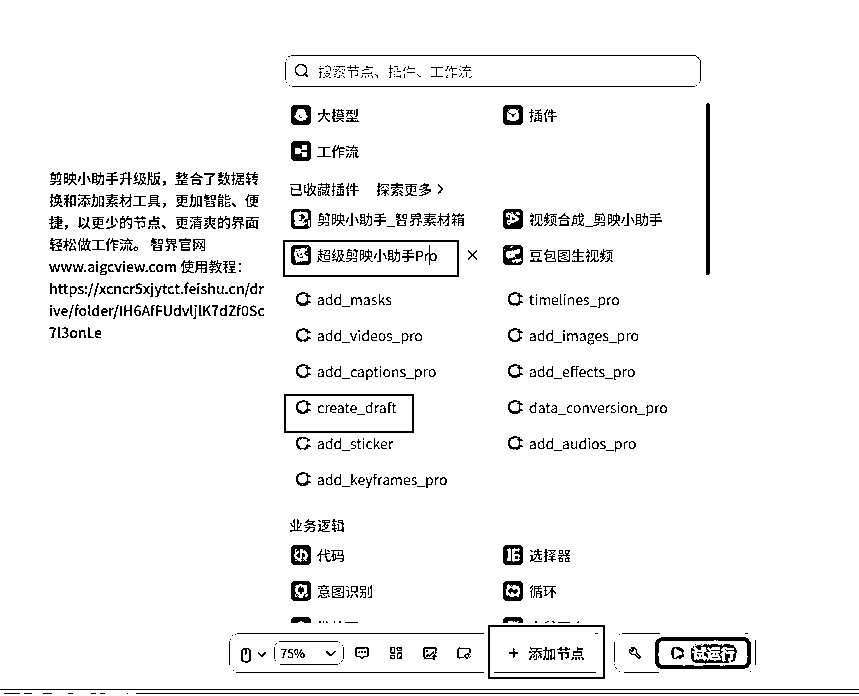 搜索节点、插件、工作流
大模型
插件
工作流
剪映小助手升级版，整合了数据转
换和添加素材工具，更加智能、便
捷，以更少的节点、更清爽的界面
轻松做工作流。 智界官网
www.aigcview.com 使用教程：
https://xcncr5xjytct.feishu.cn/dr
ive/folder/IH6AfFUdvljlK7dZf0Sc
7l3onLe
已收藏插件 探索更多
剪映小助手_智界素材箱
视频合成_剪映小助手
超级剪映小助手Pro
豆包图生视频
add_masks
timelines_pro
add_videos_pro
add_images_pro
add_captions_pro
add_effects_pro
create_draft
data_conversion_pro
add_sticker
add_audios_pro
add_keyframes_pro
业务逻辑
代码
选择器
意图识别
循环
75%
+ 添加节点
试运行